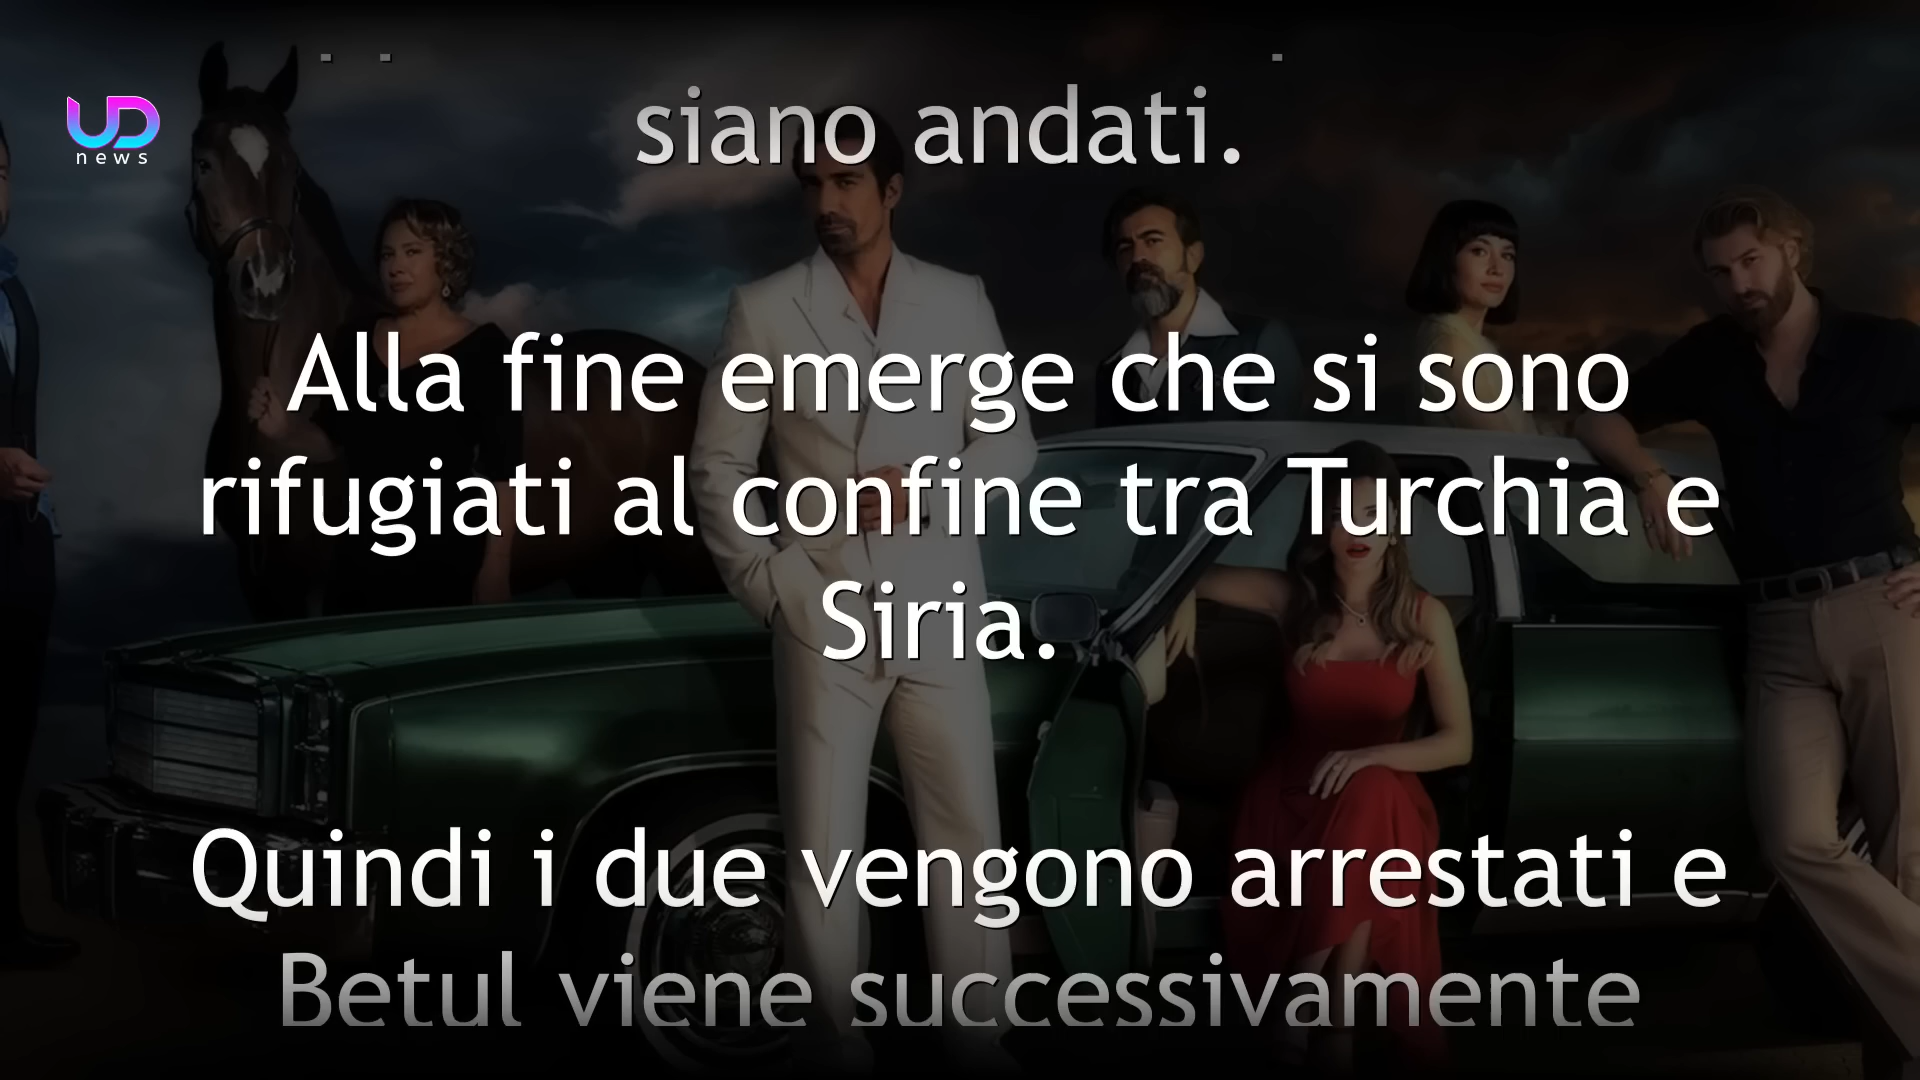 UD
news
siano andati.
Alla fine emerge che si sono
rifugiati al confine tra Turchia e
Siria.
Quindi i due vengono arrestati e
Betul viene successivamente